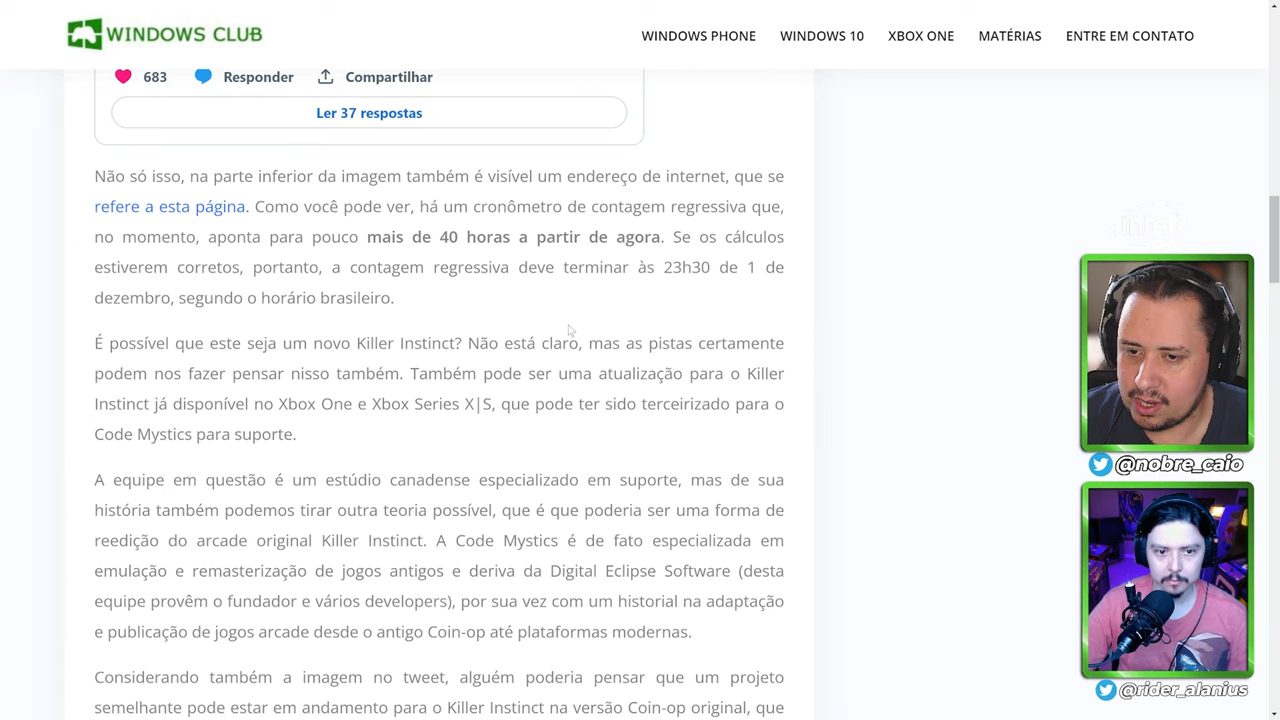 WINDOWS CLUB
WINDOWS PHONE WINDOWS 10 XBOX ONE MATÉRIAS ENTRE EM CONTATO
683 Responder Compartilhar
Ler 37 respostas
Não só isso, na parte inferior da imagem também é visível um endereço de internet, que se
refere a esta página. Como você pode ver, há um cronômetro de contagem regressiva que,
no momento, aponta para pouco mais de 40 horas a partir de agora. Se os cálculos
estiverem corretos, portanto, a contagem regressiva deve terminar às 23h30 de 1 de
dezembro, segundo o horário brasileiro.
É possível que este seja um novo Killer Instinct? Não está claro, mas as pistas certamente
podem nos fazer pensar nisso também. Também pode ser uma atualização para o Killer
Instinct já disponível no Xbox One e Xbox Series X|S, que pode ter sido terceirizado para o
Code Mystics para suporte.
A equipe em questão é um estúdio canadense especializado em suporte, mas de sua
história também podemos tirar outra teoria possível, que é que poderia ser uma forma de
reedição do arcade original Killer Instinct. A Code Mystics é de fato especializada em
emulação e remasterização de jogos antigos e deriva da Digital Eclipse Software (desta
equipe provêm o fundador e vários developers), por sua vez com um historial na adaptação
e publicação de jogos arcade desde o antigo Coin-op até plataformas modernas.
Considerando também a imagem no tweet, alguém poderia pensar que um projeto
semelhante pode estar em andamento para o Killer Instinct na versão Coin-op original, que
intel
@nobre_caio
@rider_alanius